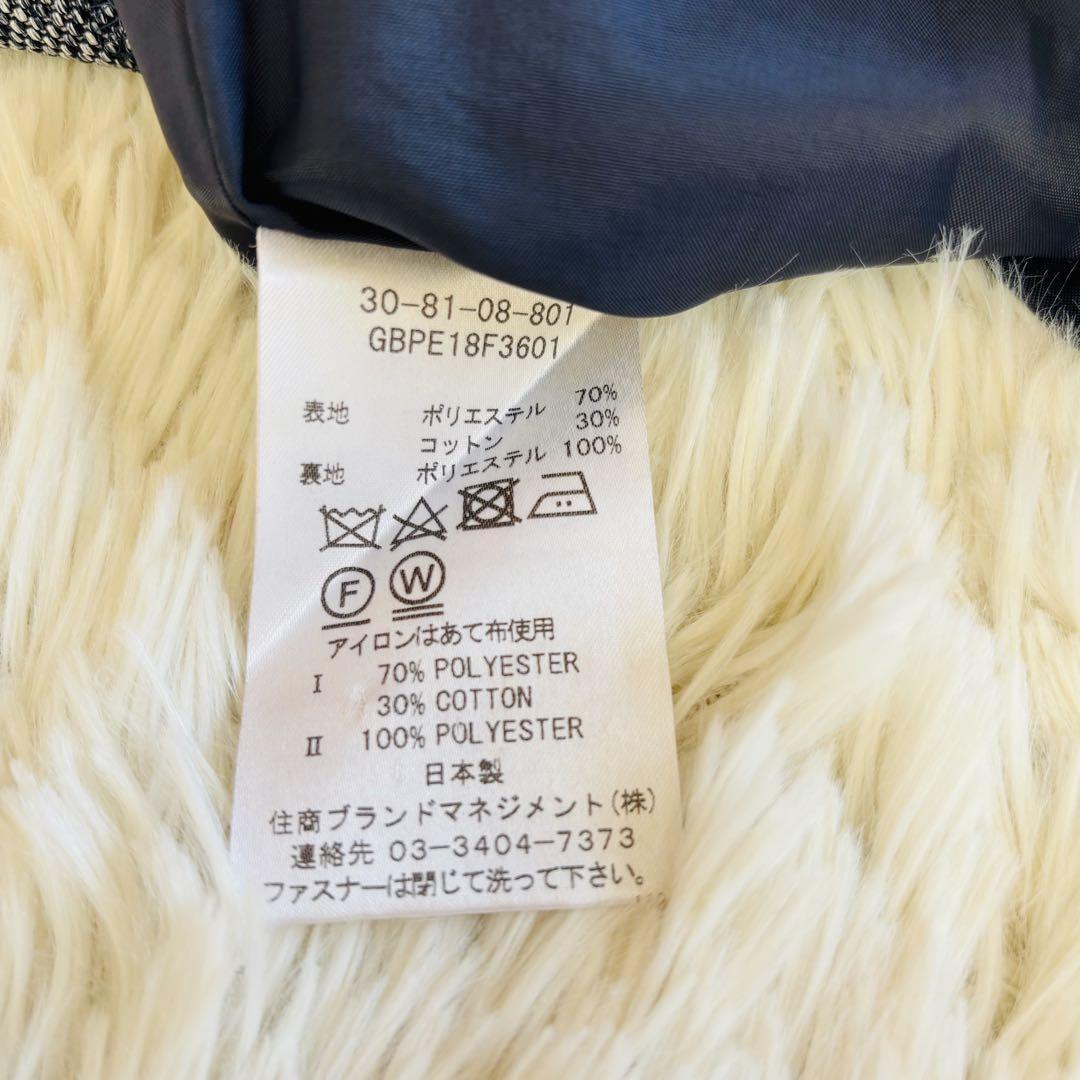 30-81-08-801
GBPE18F3601
表地 ポリエステル 70%
コットン 30%
裏地 ポリエステル 100%
F W
アイロンはあて布使用
I 70% POLYESTER
30% COTTON
II 100% POLYESTER
日本製
住商ブランドマネジメント(株)
連絡先 03-3404-7373
ファスナーは閉じて洗って下さい。